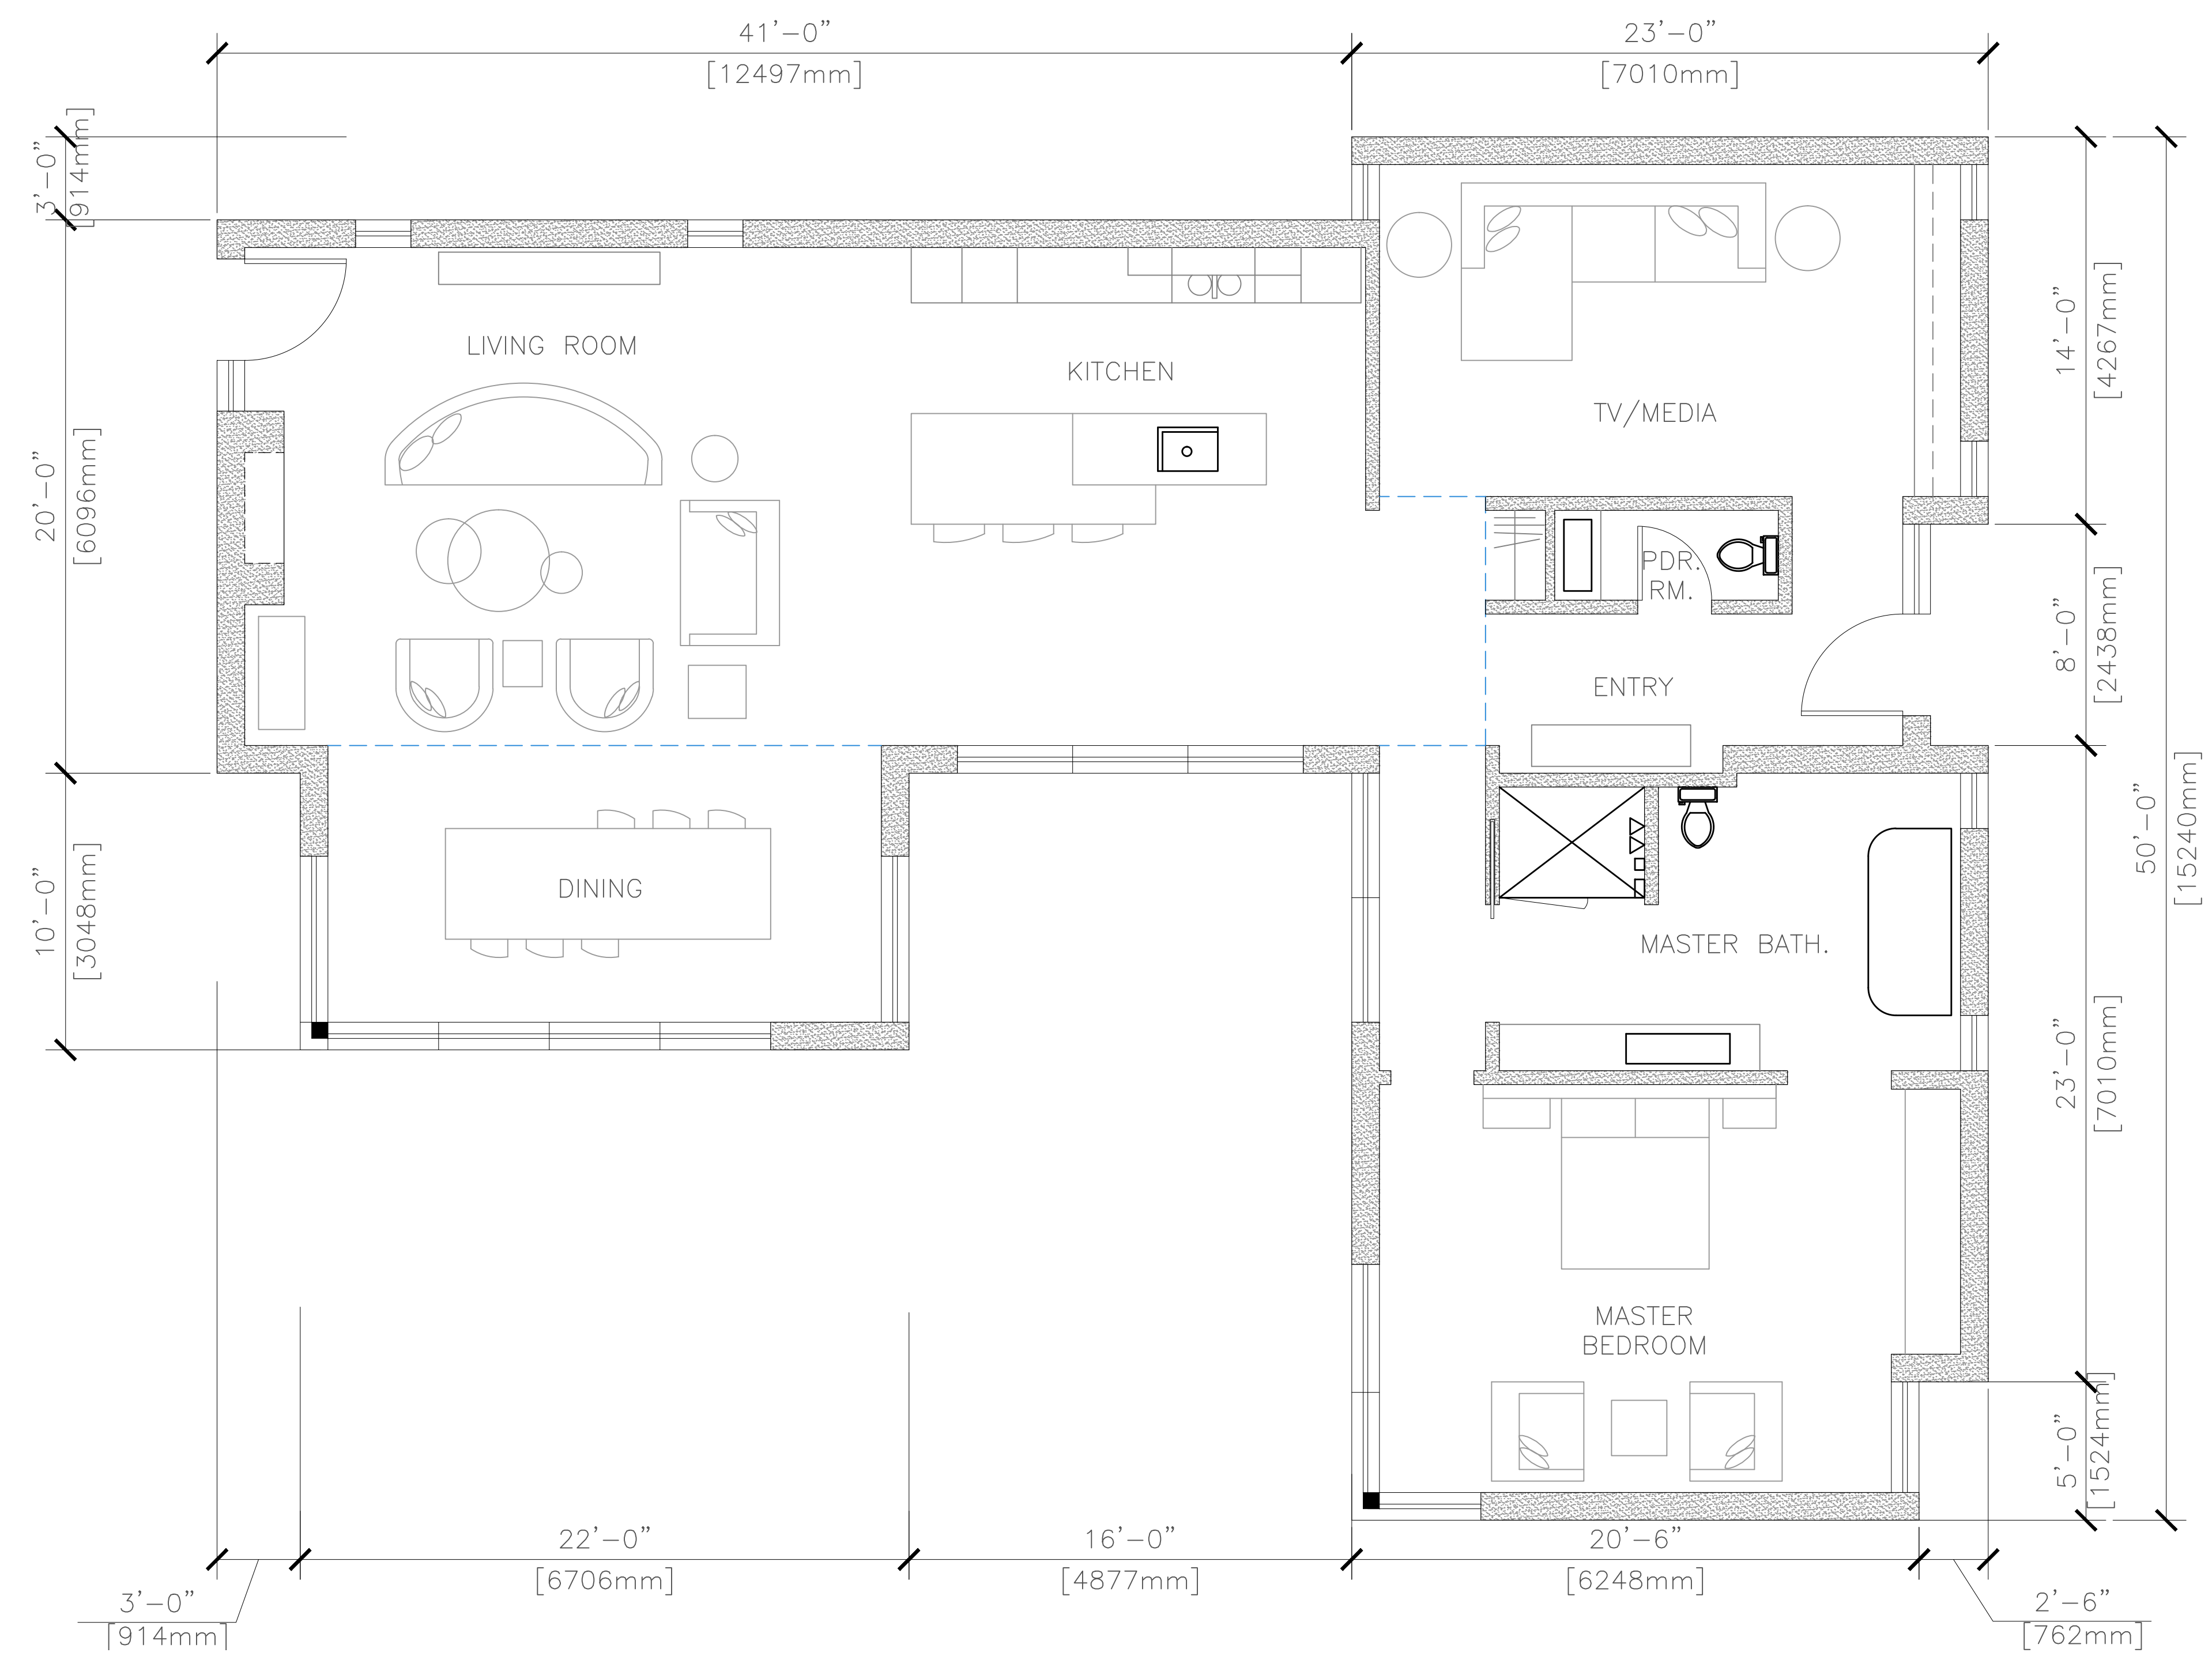 41'-0"
[12497mm]
23'-0"
[7010mm]
3'-0"
[914mm]
20'-0"
[6096mm]
10'-0"
[3048mm]
LIVING ROOM
KITCHEN
TV/MEDIA
PDR.
RM.
ENTRY
DINING
MASTER BATH.
MASTER
BEDROOM
14'-0"
[4267mm]
8'-0"
[2438mm]
23'-0"
[7010mm]
5'-0"
[1524mm]
50'-0"
[15240mm]
3'-0"
[914mm]
22'-0"
[6706mm]
16'-0"
[4877mm]
20'-6"
[6248mm]
2'-6"
[762mm]